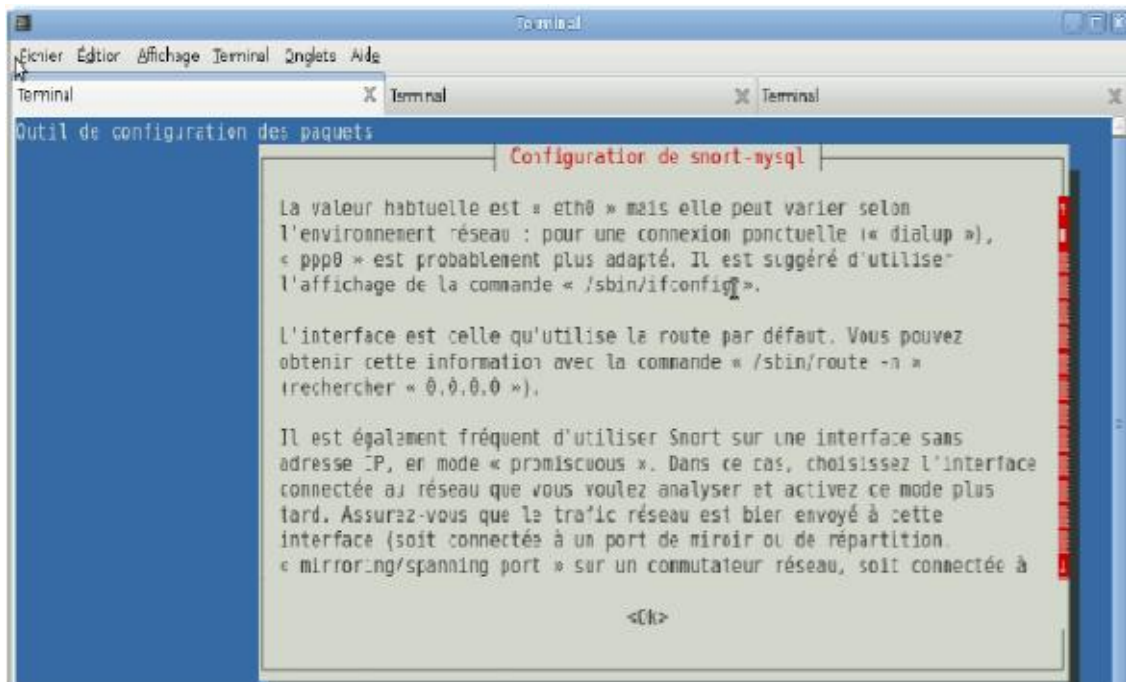 Terminal
Fichier Édition Affichage Terminal Onglets Aide
Terminal Terminal Terminal
Outil de configuration des paquets
Configuration de snort-mysql
La valeur habtuelle est « eth0 » mais elle peut varier selon
l'environnement réseau : pour une connexion ponctuelle (« dialup »),
« ppp0 » est probablement plus adapté. Il est suggéré d'utiliser
l'affichage de la commande « /sbin/ifconfig ».
L'interface est celle qu'utilise la route par défaut. Vous pouvez
obtenir cette information avec la commande « /sbin/route -n »
(rechercher « 0.0.0.0 »).
Il est également fréquent d'utiliser Snort sur une interface sans
adresse IP, en mode « promiscuous ». Dans ce cas, choisissez l'interface
connectée au réseau que vous voulez analyser et activez ce mode plus
tard. Assurez-vous que le trafic réseau est bien envoyé à cette
interface (soit connectée à un port de miroir ou de répartition
« mirroring/spanning port » sur un commutateur réseau, soit connectée à
<Ok>